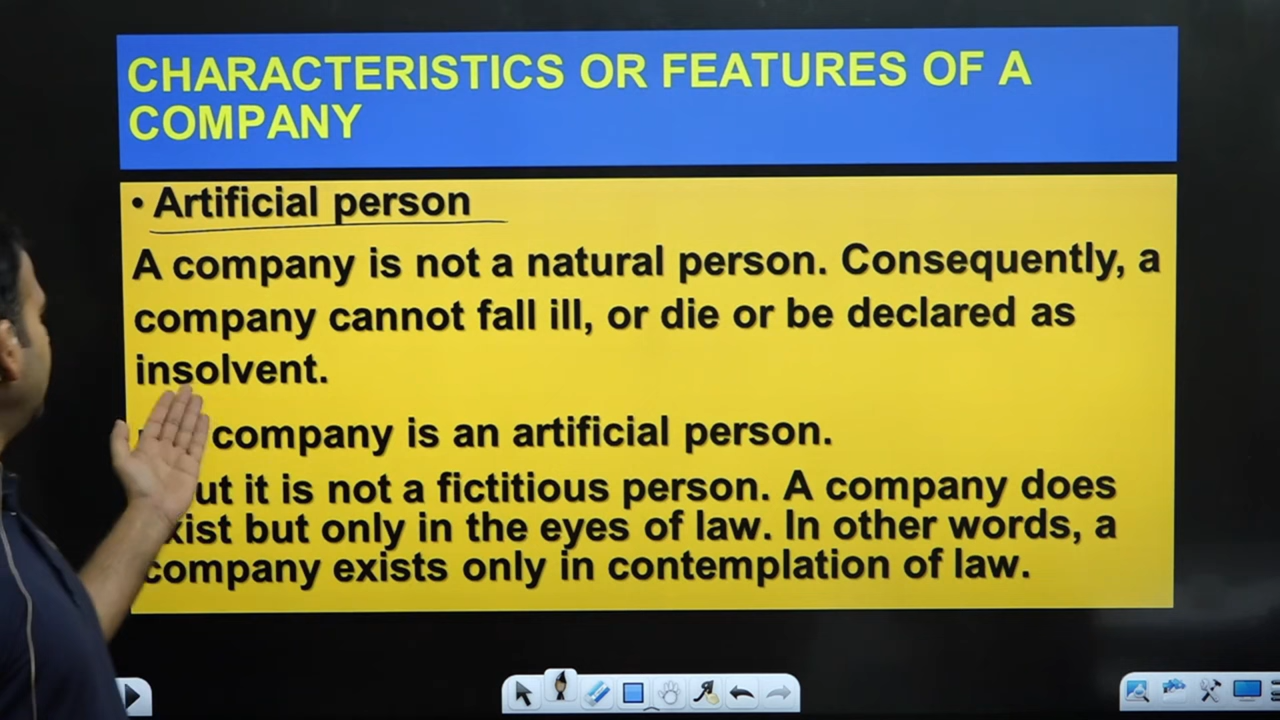 CHARACTERISTICS OR FEATURES OF A
COMPANY
• Artificial person
A company is not a natural person. Consequently, a
company cannot fall ill, or die or be declared as
insolvent.
company is an artificial person.
it is not a fictitious person. A company does
but only in the eyes of law. In other words, a
company exists only in contemplation of law.